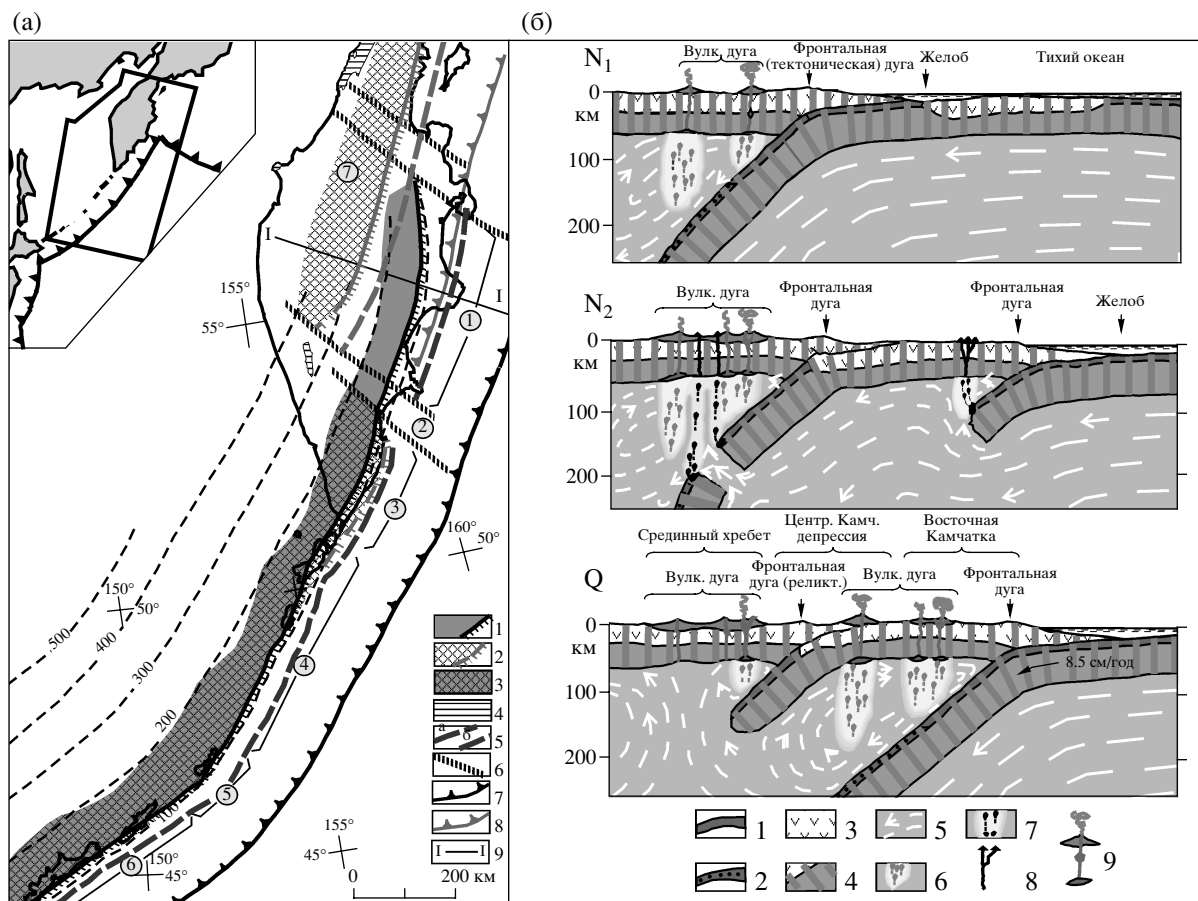 (а)
(б)
7
I
I
155°
55°
1
2
3
160°
50°
150°
50°
500
400
300
200
100
4
5
6
150°
45°
155°
45°
0
200 км
1
2
3
4
а
б
5
6
7
8
I I
9
N1
Вулк. дуга
Фронтальная
(тектоническая) дуга
Желоб
Тихий океан
0
км
100
200
N2
Вулк. дуга
Фронтальная
дуга
Фронтальная
дуга
Желоб
0
км
100
200
Q
Срединный хребет
Центр. Камч.
депрессия
Восточная
Камчатка
Вулк. дуга
Фронтальная
дуга (реликт.)
Вулк. дуга
Фронтальная
дуга
0
км
100
200
8.5 см/год
1
3
5
7
2
4
6
8
9